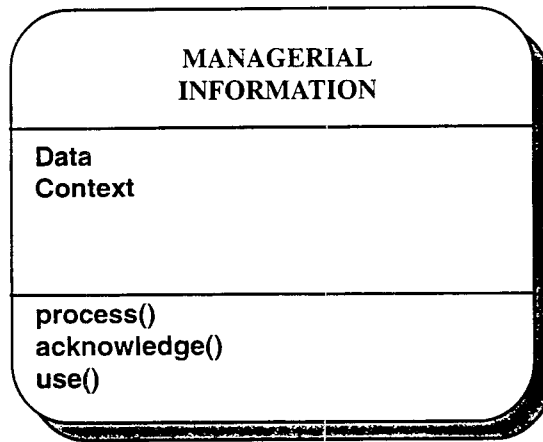 MANAGERIAL
INFORMATION
Data
Context
process()
acknowledge()
use()